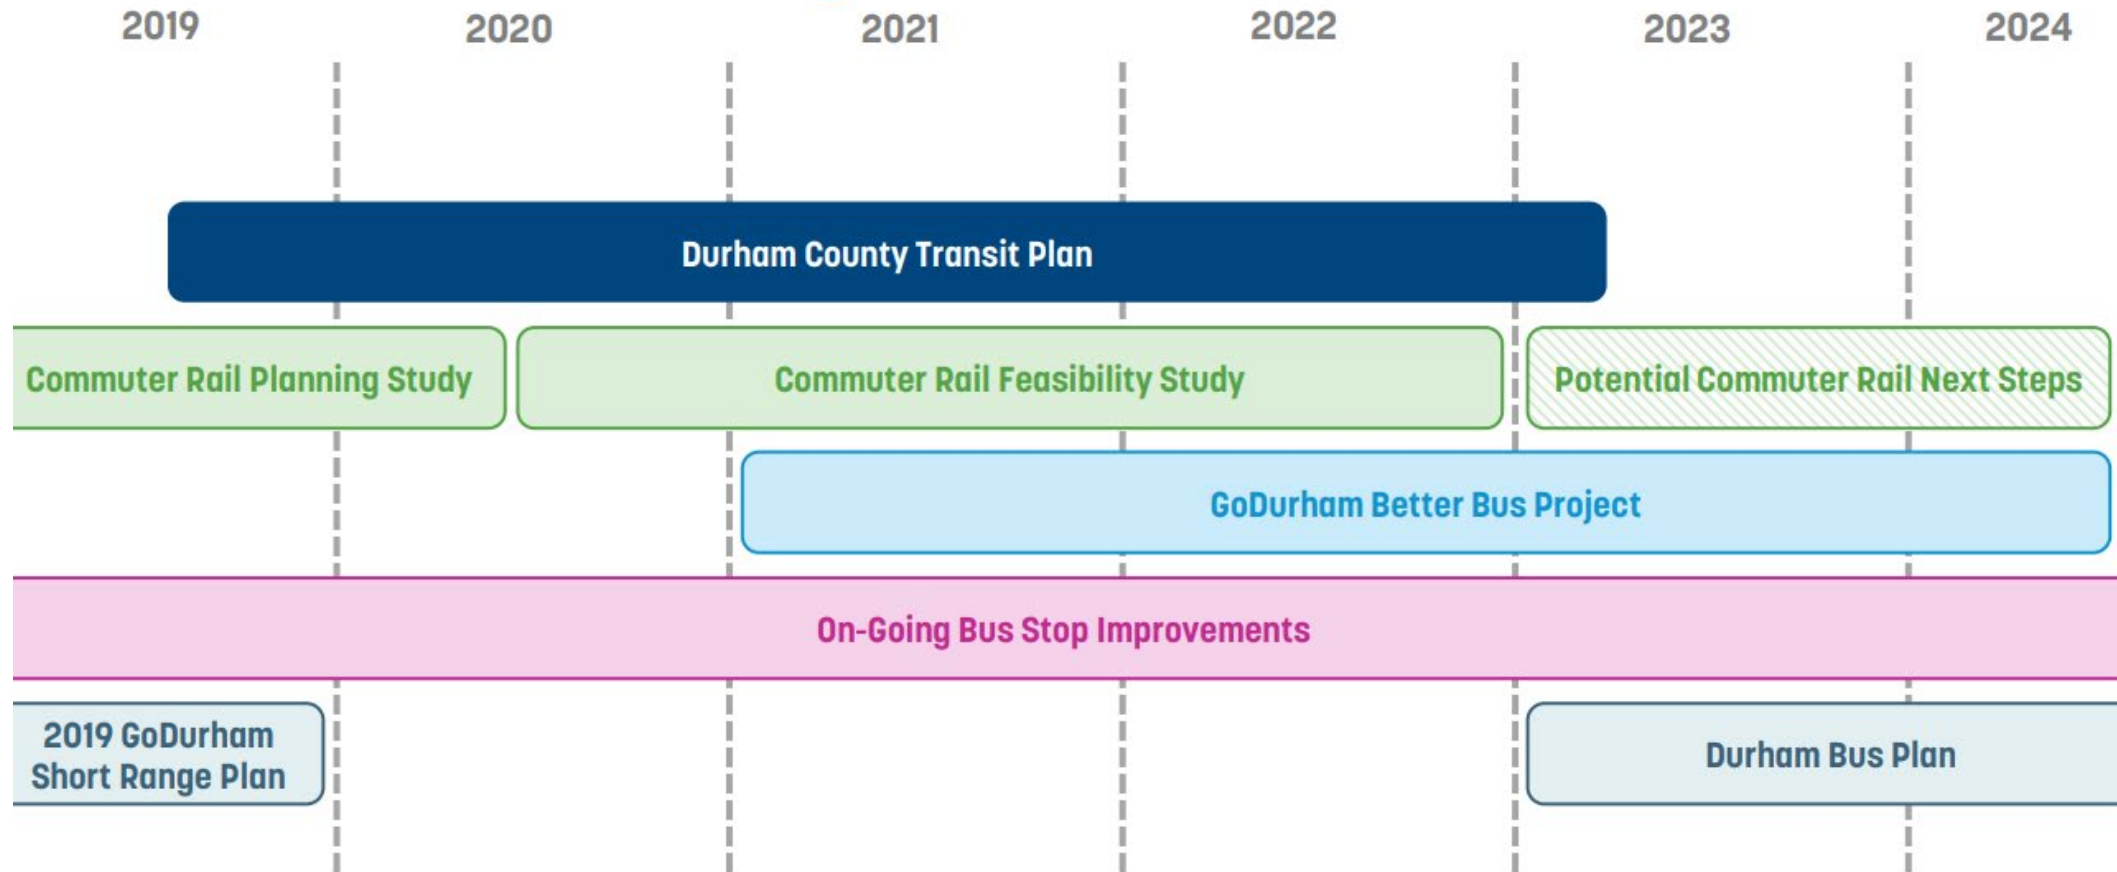 2019
2020
2021
2022
2023
2024
Durham County Transit Plan
Commuter Rail Planning Study
Commuter Rail Feasibility Study
Potential Commuter Rail Next Steps
GoDurham Better Bus Project
On-Going Bus Stop Improvements
2019 GoDurham
Short Range Plan
Durham Bus Plan